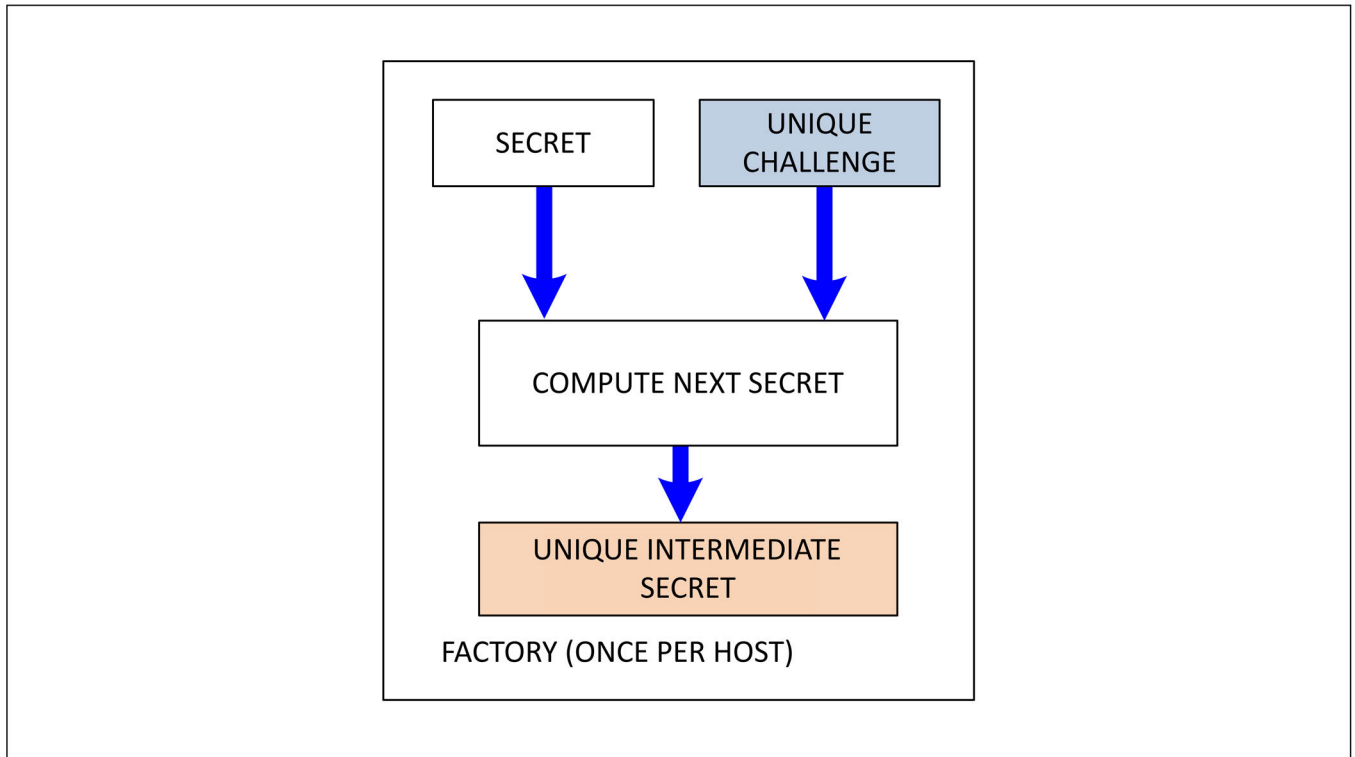 SECRET
UNIQUE
CHALLENGE
COMPUTE NEXT SECRET
UNIQUE INTERMEDIATE
SECRET
FACTORY (ONCE PER HOST)